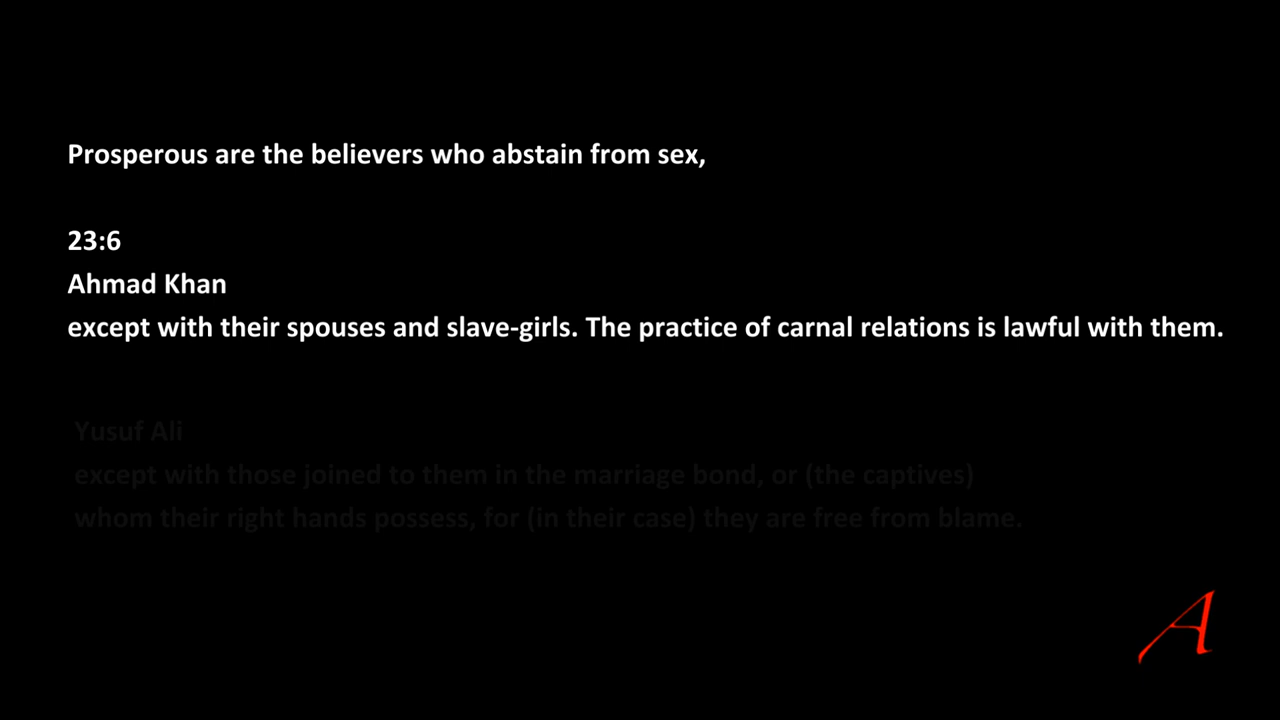 Prosperous are the believers who abstain from sex,
23:6
Ahmad Khan
except with their spouses and slave-girls. The practice of carnal relations is lawful with them.
Yusuf Ali
except with those joined to them in the marriage bond, or (the captives)
whom their right hands possess, for (in their case) they are free from blame.
A